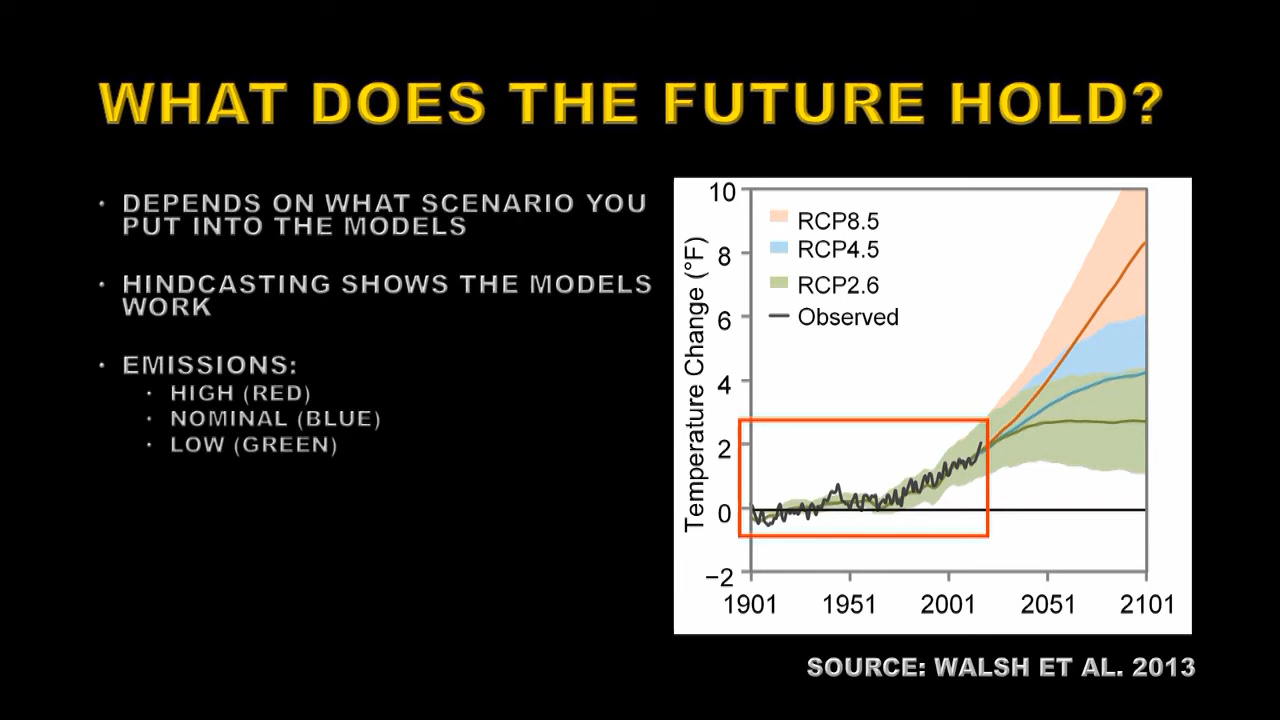 WHAT DOES THE FUTURE HOLD?
• DEPENDS ON WHAT SCENARIO YOU
PUT INTO THE MODELS
• HINDCASTING SHOWS THE MODELS
WORK
• EMISSIONS:
• HIGH (RED)
• NOMINAL (BLUE)
• LOW (GREEN)
Temperature Change (°F)
10
8
6
4
2
0
−2
RCP8.5
RCP4.5
RCP2.6
Observed
1901 1951 2001 2051 2101
SOURCE: WALSH ET AL. 2013